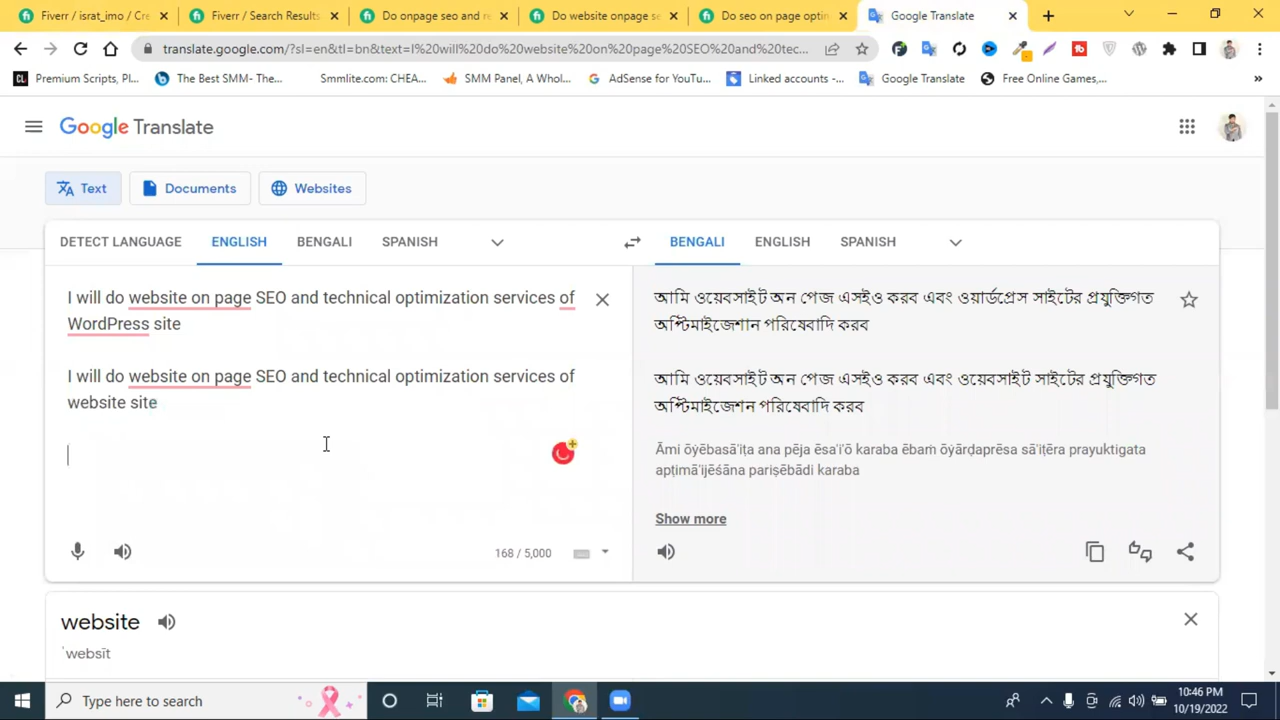 Fiverr / israt_imo / Cre
Fiverr / Search Results
Do onpage seo and re
Do website onpage se
Do seo on page optin
Google Translate
translate.google.com/?sl=en&tl=bn&text=I%20will%20do%20website%20on%20page%20SEO%20and%20tec...
Premium Scripts, Pl...
The Best SMM- The...
Smmlite.com: CHEA...
SMM Panel, A Whol...
AdSense for YouTu...
Linked accounts -...
Google Translate
Free Online Games,...
Google Translate
Text
Documents
Websites
DETECT LANGUAGE
ENGLISH
BENGALI
SPANISH
BENGALI
ENGLISH
SPANISH
I will do website on page SEO and technical optimization services of
WordPress site
I will do website on page SEO and technical optimization services of
website site
168 / 5,000
আমি ওয়েবসাইট অন পেজ এসইও করব এবং ওয়ার্ডপ্রেস সাইটের প্রযুক্তিগত
অপ্টিমাইজেশান পরিষেবাদি করব
আমি ওয়েবসাইট অন পেজ এসইও করব এবং ওয়েবসাইট সাইটের প্রযুক্তিগত
অপ্টিমাইজেশন পরিষেবাদি করব
Āmi ōẏēbasā'iṭa ana pēja ēsa'i'ō karaba ēbaṁ ōẏārḍaprēsa sā'iṭēra prayuktigata
apṭimā'ijēśāna pariṣēbādi karaba
Show more
website
ˈwebsīt
Type here to search
10:46 PM
10/19/2022